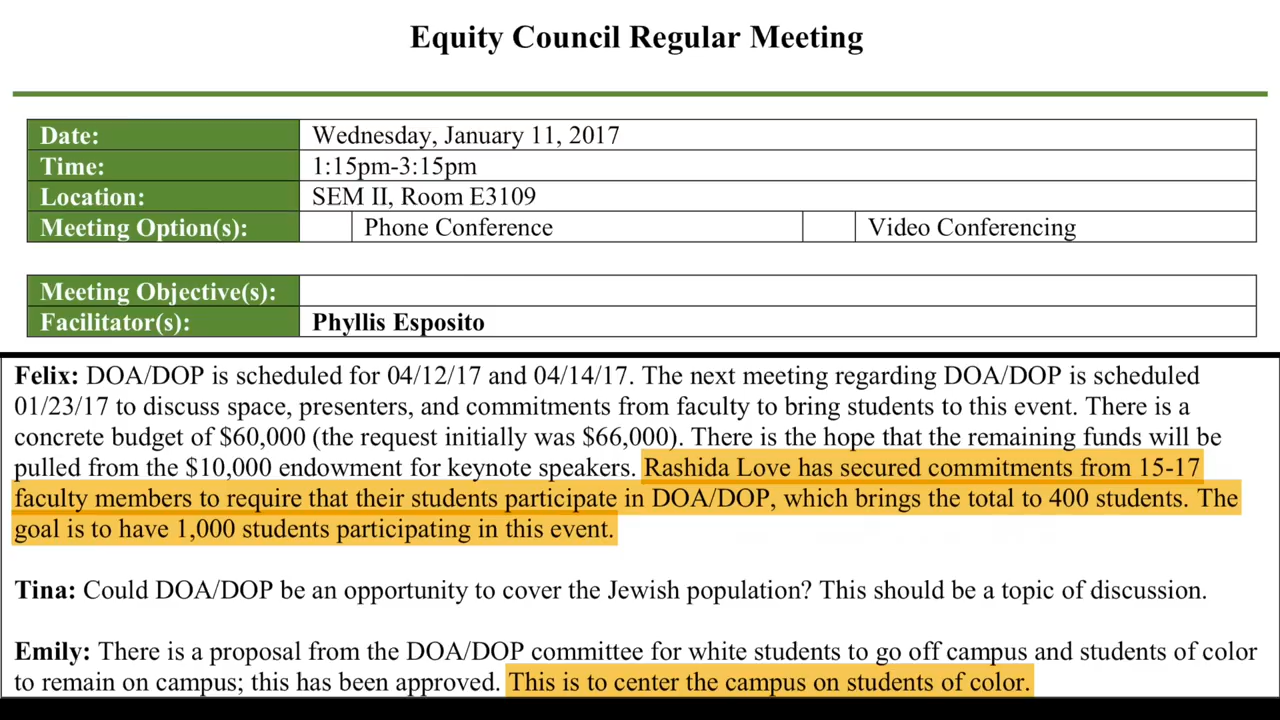 Equity Council Regular Meeting
Date: Wednesday, January 11, 2017
Time: 1:15pm-3:15pm
Location: SEM II, Room E3109
Meeting Option(s): Phone Conference Video Conferencing
Meeting Objective(s):
Facilitator(s): Phyllis Esposito
Felix: DOA/DOP is scheduled for 04/12/17 and 04/14/17. The next meeting regarding DOA/DOP is scheduled
01/23/17 to discuss space, presenters, and commitments from faculty to bring students to this event. There is a
concrete budget of $60,000 (the request initially was $66,000). There is the hope that the remaining funds will be
pulled from the $10,000 endowment for keynote speakers. Rashida Love has secured commitments from 15-17
faculty members to require that their students participate in DOA/DOP, which brings the total to 400 students. The
goal is to have 1,000 students participating in this event.
Tina: Could DOA/DOP be an opportunity to cover the Jewish population? This should be a topic of discussion.
Emily: There is a proposal from the DOA/DOP committee for white students to go off campus and students of color
to remain on campus; this has been approved. This is to center the campus on students of color.